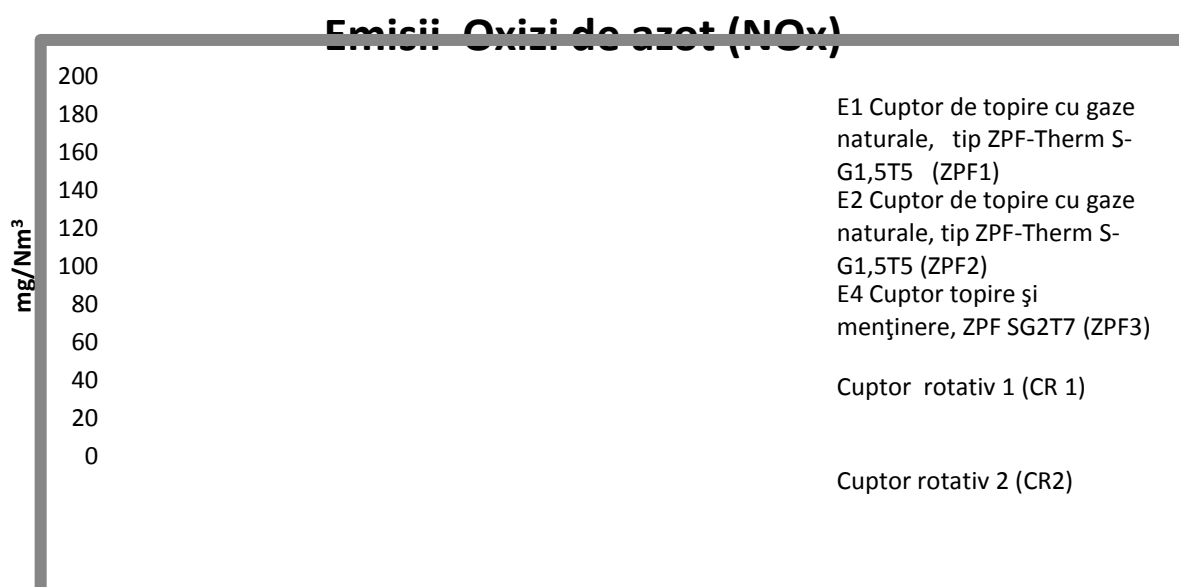 Emisii Oxizi de azot (NOx)
mg/Nm³
200
180
160
140
120
100
80
60
40
20
0
E1 Cuptor de topire cu gaze
naturale, tip ZPF-Therm S-
G1,5T5 (ZPF1)
E2 Cuptor de topire cu gaze
naturale, tip ZPF-Therm S-
G1,5T5 (ZPF2)
E4 Cuptor topire şi
menţinere, ZPF SG2T7 (ZPF3)
Cuptor rotativ 1 (CR 1)
Cuptor rotativ 2 (CR2)